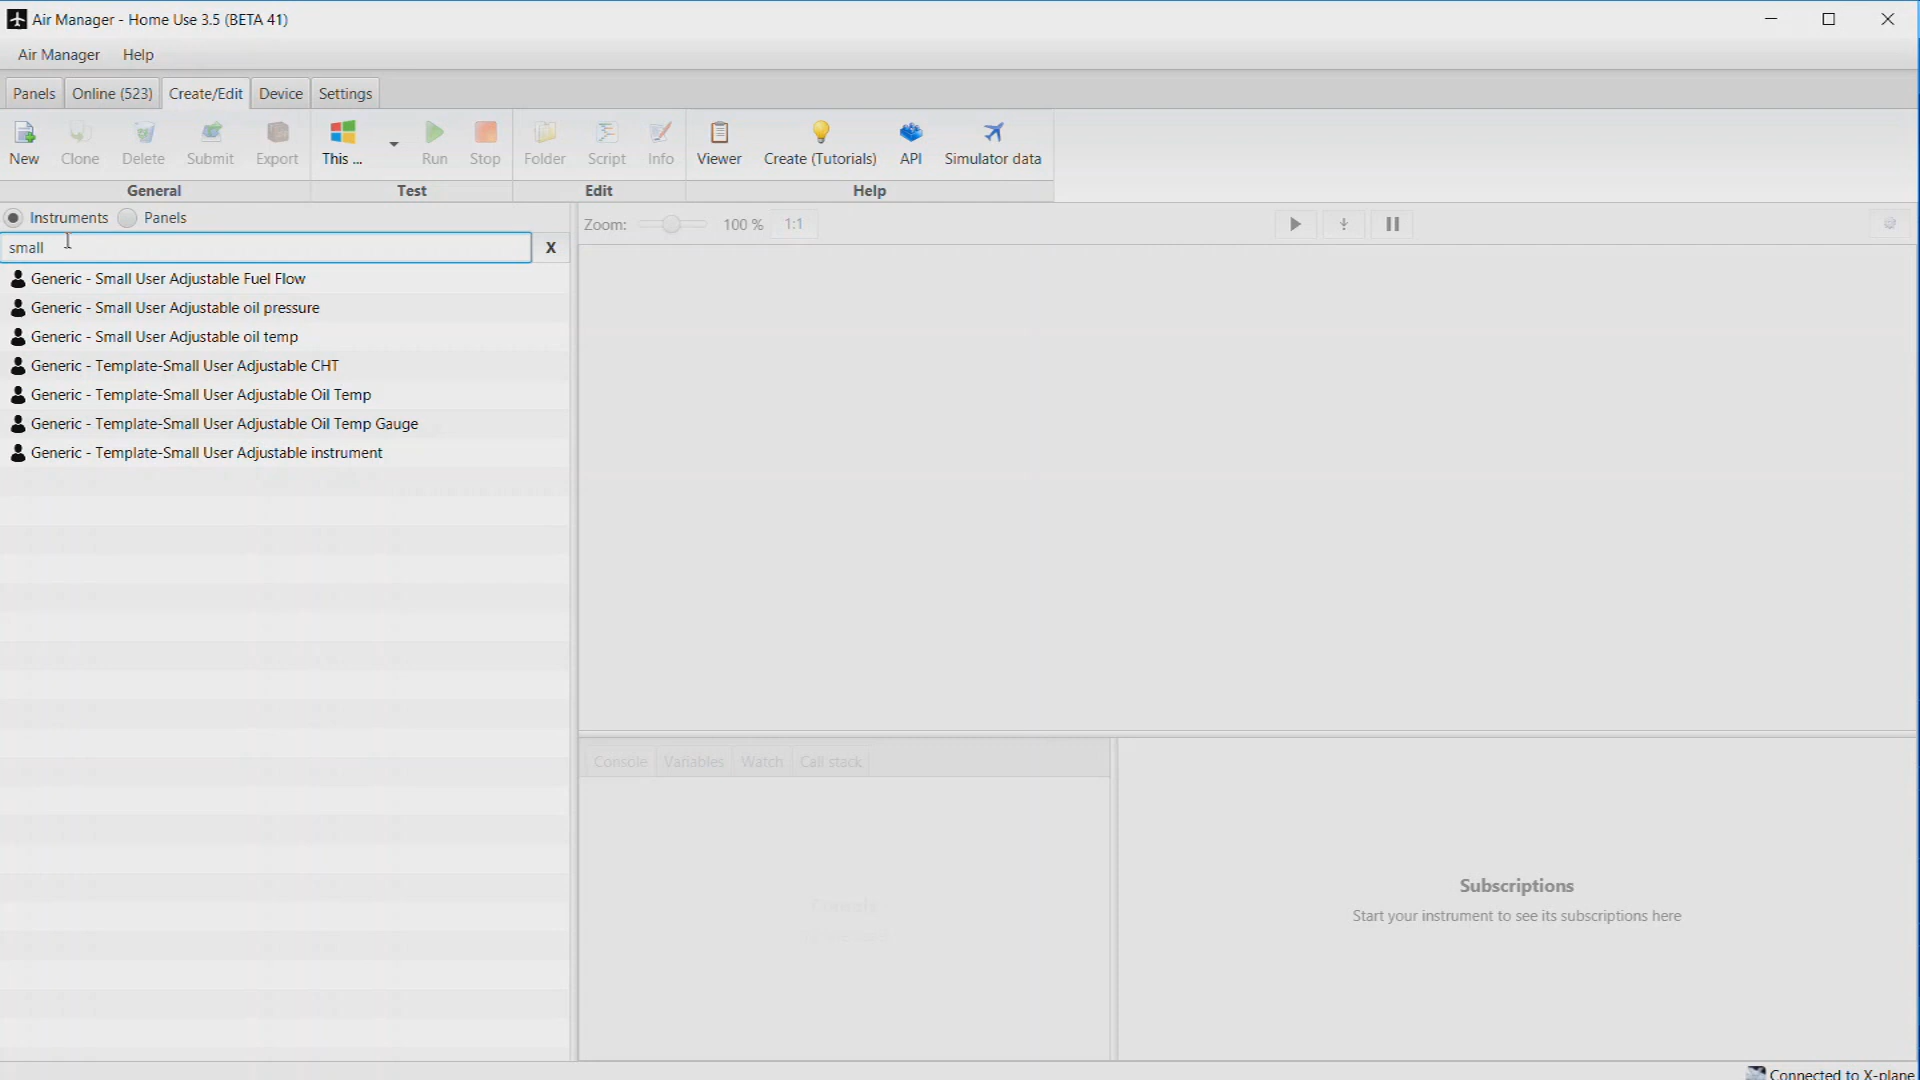 Air Manager - Home Use 3.5 (BETA 41)
Air Manager Help
Panels Online (523) Create/Edit Device Settings
New Clone Delete Submit Export This ... Run Stop Folder Script Info Viewer Create (Tutorials) API Simulator data
General Test Edit Help
Instruments Panels
Zoom: 100 % 1:1
small X
Generic - Small User Adjustable Fuel Flow
Generic - Small User Adjustable oil pressure
Generic - Small User Adjustable oil temp
Generic - Template-Small User Adjustable CHT
Generic - Template-Small User Adjustable Oil Temp
Generic - Template-Small User Adjustable Oil Temp Gauge
Generic - Template-Small User Adjustable instrument
Console Variables Watch Call stack
Subscriptions
Start your instrument to see its subscriptions here
Connected to X-plane